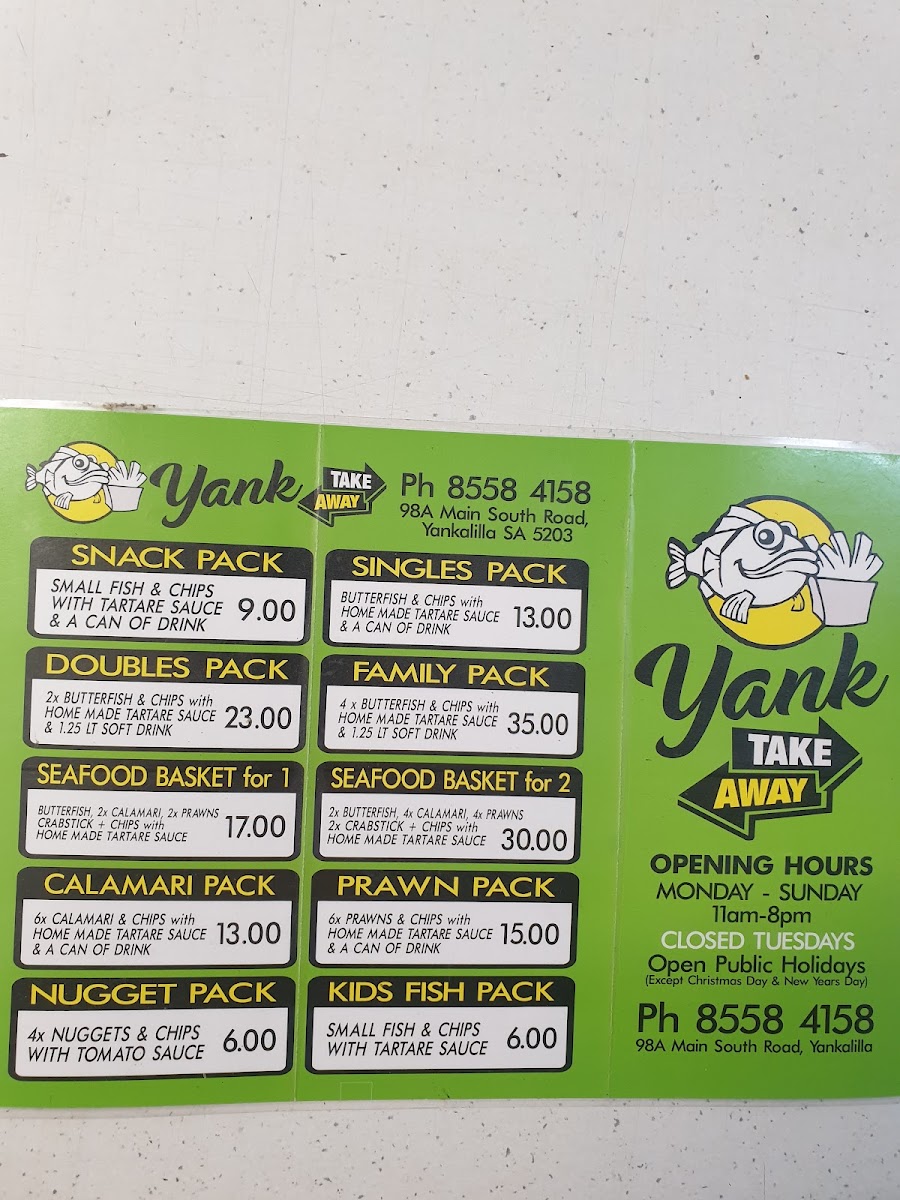 Yank
TAKE
AWAY
Ph 8558 4158
98A Main South Road,
Yankalilla SA 5203
SNACK PACK
SMALL FISH & CHIPS
WITH TARTARE SAUCE
& A CAN OF DRINK
9.00
SINGLES PACK
BUTTERFISH & CHIPS with
HOME MADE TARTARE SAUCE
& A CAN OF DRINK
13.00
DOUBLES PACK
2x BUTTERFISH & CHIPS with
HOME MADE TARTARE SAUCE
& 1.25 LT SOFT DRINK
23.00
FAMILY PACK
4 x BUTTERFISH & CHIPS with
HOME MADE TARTARE SAUCE
& 1.25 LT SOFT DRINK
35.00
SEAFOOD BASKET for 1
BUTTERFISH, 2x CALAMARI, 2x PRAWNS
CRABSTICK + CHIPS with
HOME MADE TARTARE SAUCE
17.00
SEAFOOD BASKET for 2
2x BUTTERFISH, 4x CALAMARI, 4x PRAWNS
2x CRABSTICK + CHIPS with
HOME MADE TARTARE SAUCE
30.00
CALAMARI PACK
6x CALAMARI & CHIPS with
HOME MADE TARTARE SAUCE
& A CAN OF DRINK
13.00
PRAWN PACK
6x PRAWNS & CHIPS with
HOME MADE TARTARE SAUCE
& A CAN OF DRINK
15.00
NUGGET PACK
4x NUGGETS & CHIPS
WITH TOMATO SAUCE
6.00
KIDS FISH PACK
SMALL FISH & CHIPS
WITH TARTARE SAUCE
6.00
Yank
TAKE
AWAY
OPENING HOURS
MONDAY - SUNDAY
11am-8pm
CLOSED TUESDAYS
Open Public Holidays
(Except Christmas Day & New Years Day)
Ph 8558 4158
98A Main South Road, Yankalilla